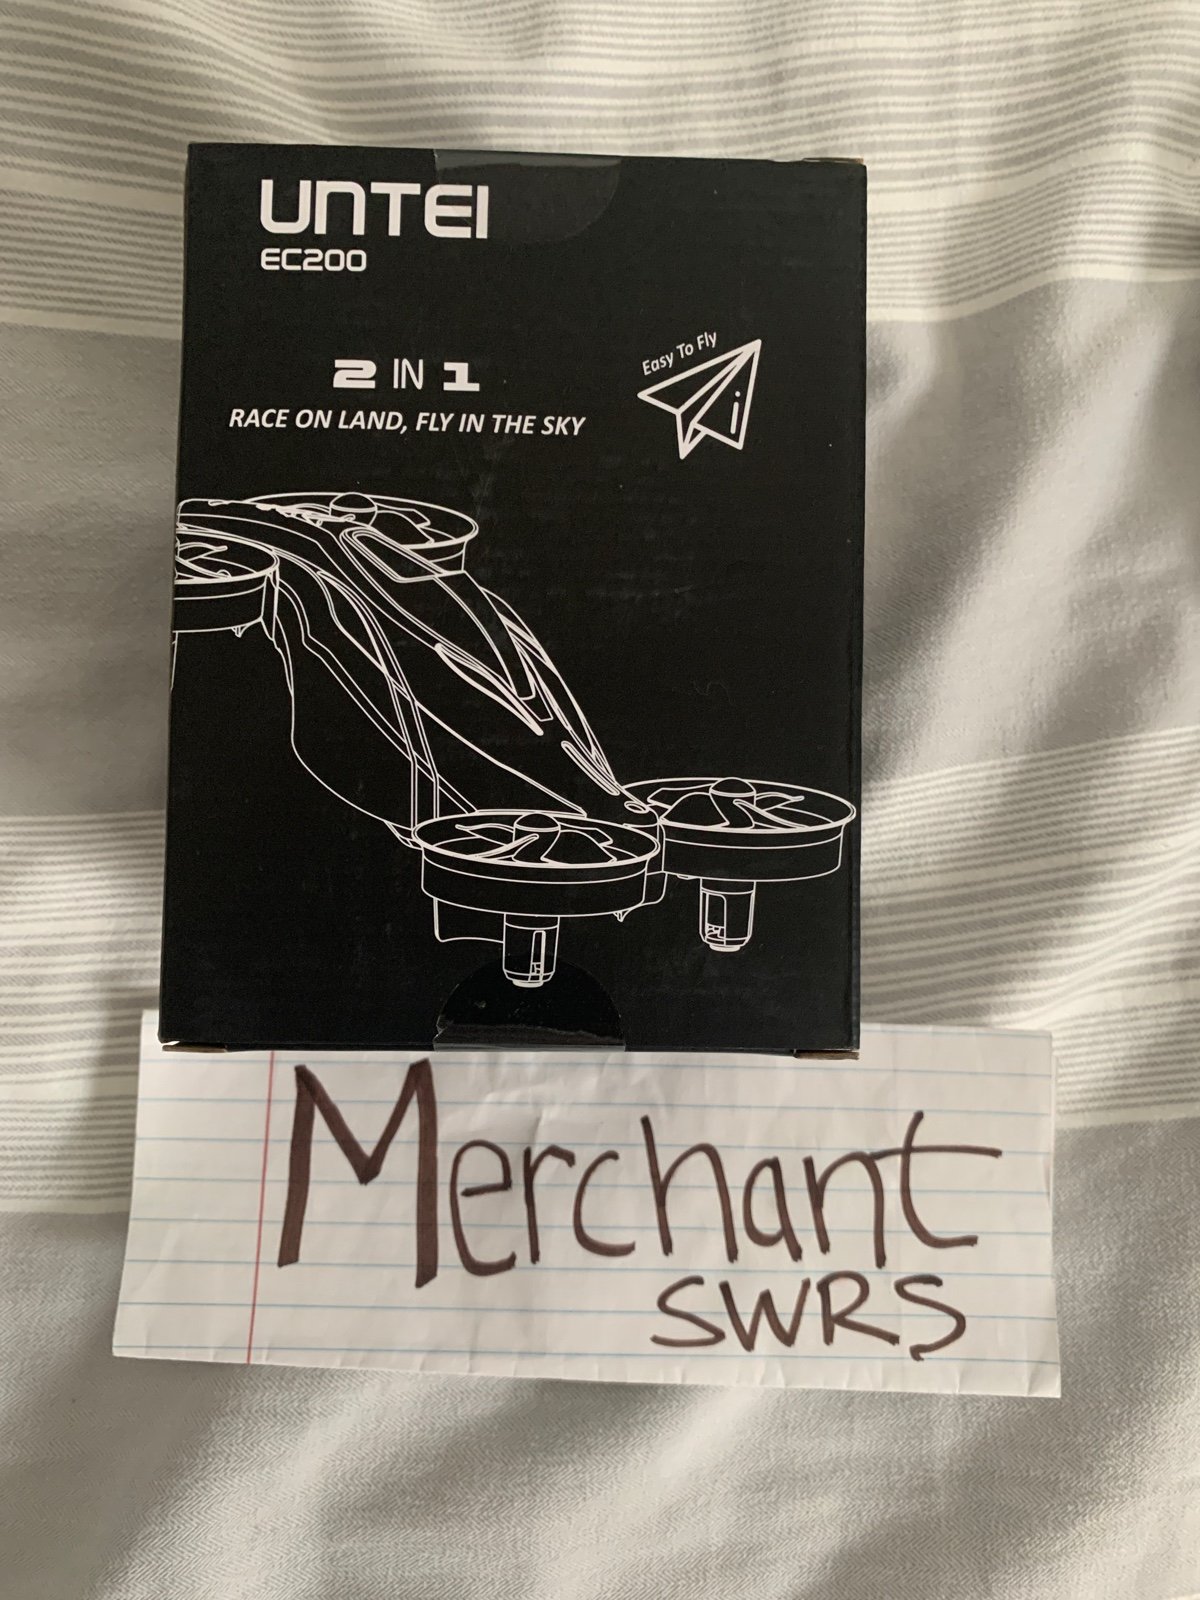 UNTEI
EC200
2 IN 1
Easy To Fly
RACE ON LAND, FLY IN THE SKY
Merchant
SWRS